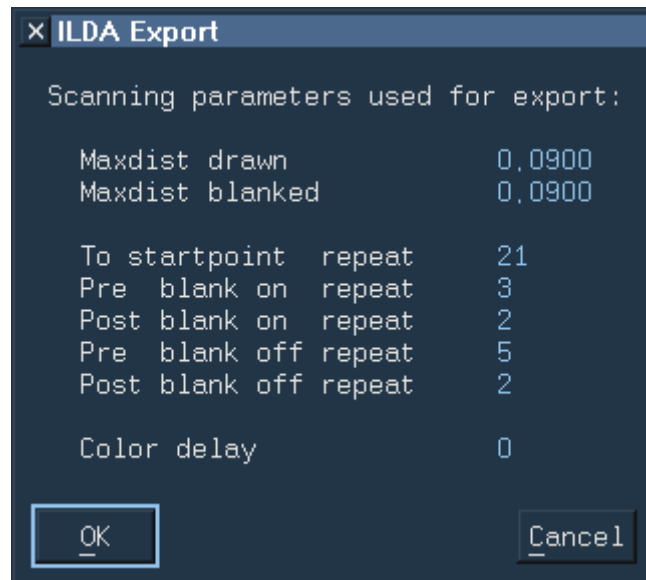 ILDA Export
Scanning parameters used for export:
Maxdist drawn 0.0900
Maxdist blanked 0.0900
To startpoint repeat 21
Pre blank on repeat 3
Post blank on repeat 2
Pre blank off repeat 5
Post blank off repeat 2
Color delay 0
OK Cancel